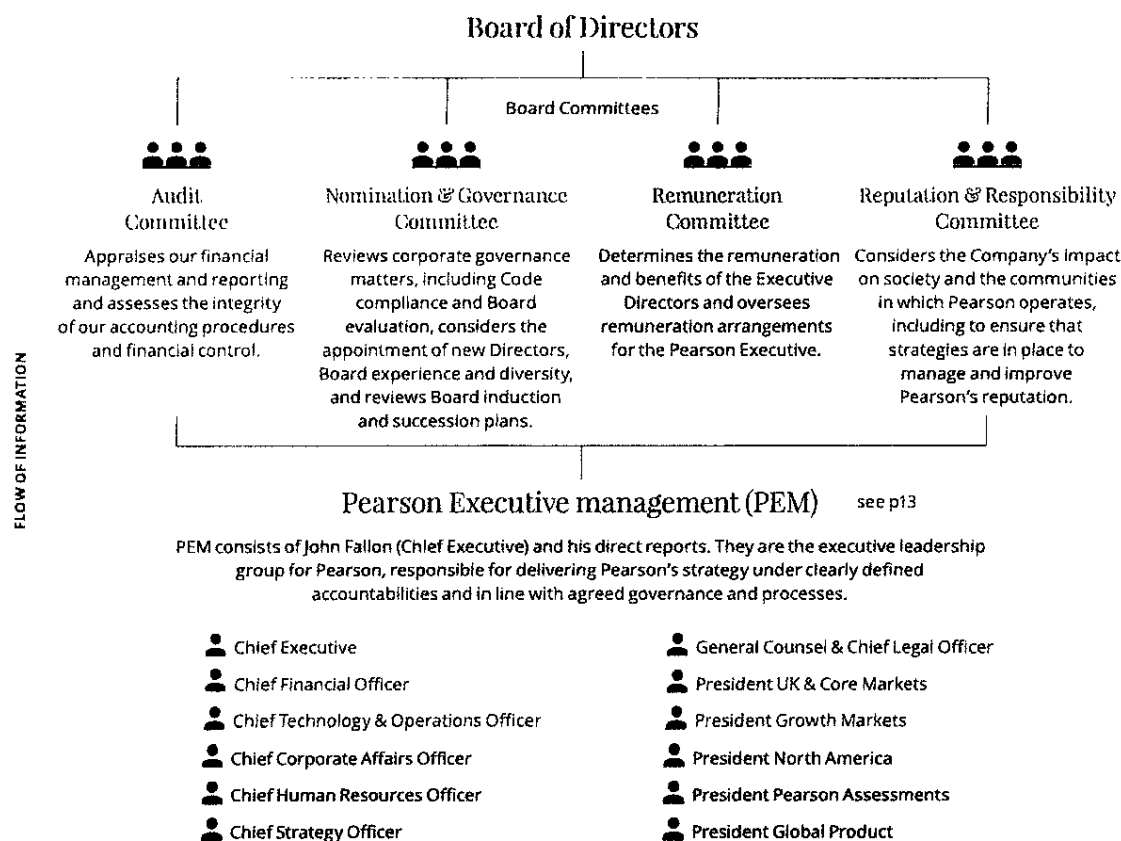 Board of Directors
Board Committees
Audit
Committee
Appraises our financial
management and reporting
and assesses the integrity
of our accounting procedures
and financial control.
Nomination & Governance
Committee
Reviews corporate governance
matters, including Code
compliance and Board
evaluation, considers the
appointment of new Directors,
Board experience and diversity,
and reviews Board induction
and succession plans.
Remuneration
Committee
Determines the remuneration
and benefits of the Executive
Directors and oversees
remuneration arrangements
for the Pearson Executive.
Reputation & Responsibility
Committee
Considers the Company's impact
on society and the communities
in which Pearson operates,
including to ensure that
strategies are in place to
manage and improve
Pearson's reputation.
FLOW OF INFORMATION
Pearson Executive management (PEM) see p13
PEM consists of John Fallon (Chief Executive) and his direct reports. They are the executive leadership
group for Pearson, responsible for delivering Pearson's strategy under clearly defined
accountabilities and in line with agreed governance and processes.
Chief Executive
Chief Financial Officer
Chief Technology & Operations Officer
Chief Corporate Affairs Officer
Chief Human Resources Officer
Chief Strategy Officer
General Counsel & Chief Legal Officer
President UK & Core Markets
President Growth Markets
President North America
President Pearson Assessments
President Global Product